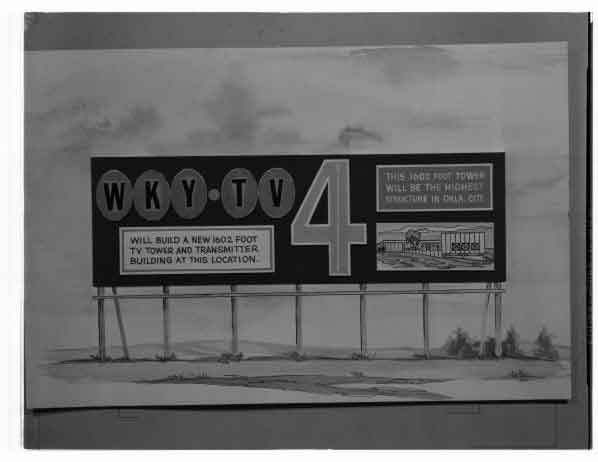 WKY·TV
4
THIS 1602 FOOT TOWER
WILL BE THE HIGHEST
STRUCTURE IN OKLA. CITY
WILL BUILD A NEW 1602 FOOT
TV TOWER AND TRANSMITTER
BUILDING AT THIS LOCATION.